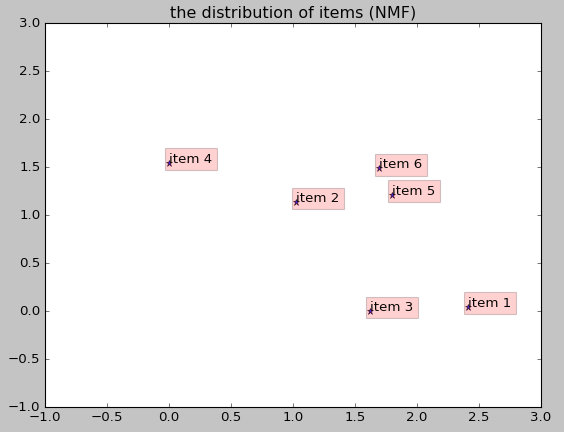 the distribution of items (NMF)
3.0
2.5
2.0
1.5
1.0
0.5
0.0
−0.5
−1.0
item 4
item 6
item 5
item 2
item 1
item 3
−1.0 −0.5 0.0 0.5 1.0 1.5 2.0 2.5 3.0